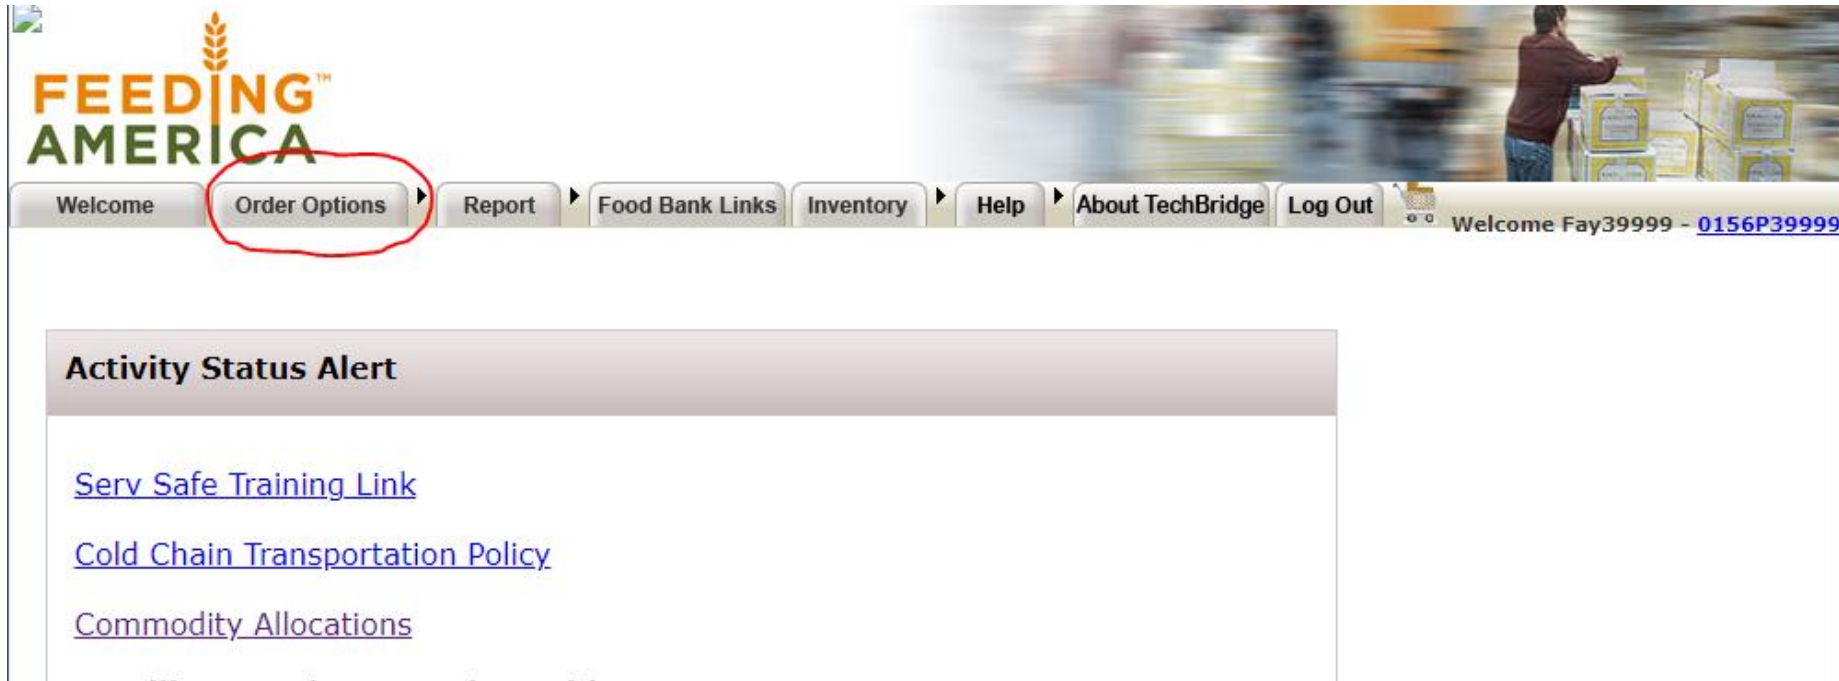 FEEDING™
AMERICA
Welcome Order Options Report Food Bank Links Inventory Help About TechBridge Log Out Welcome Fay39999 - 0156P39999
Activity Status Alert
Serv Safe Training Link
Cold Chain Transportation Policy
Commodity Allocations